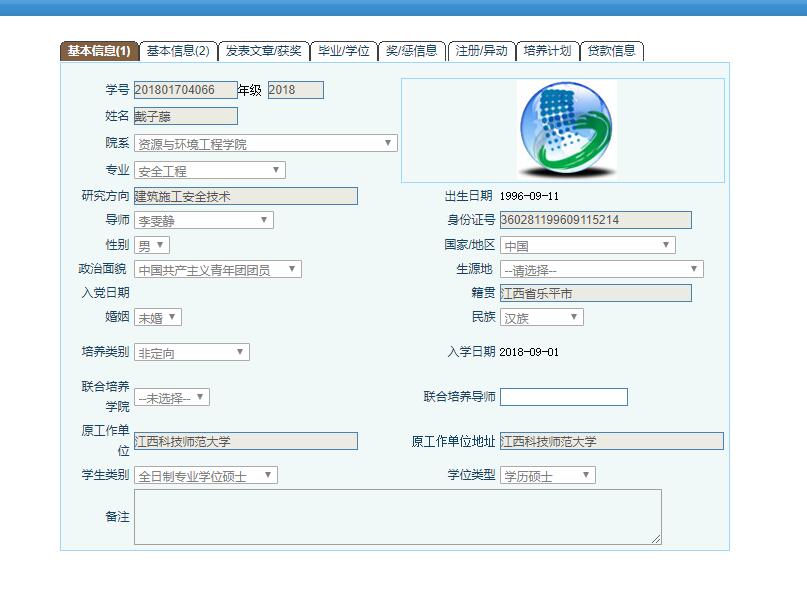 基本信息(1) 基本信息(2) 发表文章/获奖 毕业/学位 奖/惩信息 注册/异动 培养计划 贷款信息
学号 201801704066 年级 2018
姓名 戴子藤
院系 资源与环境工程学院
专业 安全工程
研究方向 建筑施工安全技术 出生日期 1996-09-11
导师 李雯静 身份证号 360281199609115214
性别 男 国家/地区 中国
政治面貌 中国共产主义青年团团员 生源地 --请选择--
入党日期 籍贯 江西省乐平市
婚姻 未婚 民族 汉族
培养类别 非定向 入学日期 2018-09-01
联合培养
学院 --未选择-- 联合培养导师
原工作单
位 江西科技师范大学 原工作单位地址 江西科技师范大学
学生类别 全日制专业学位硕士 学位类型 学历硕士
备注